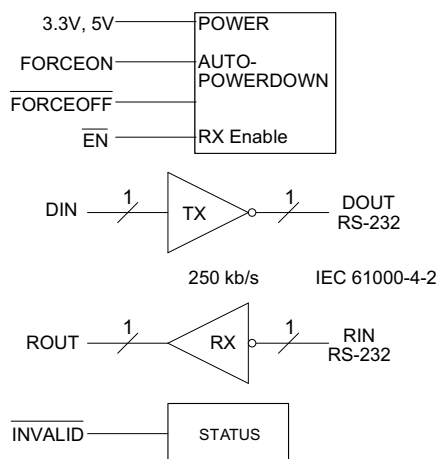 3.3V, 5V POWER
FORCEON AUTO-
POWERDOWN
FORCEOFF
EN RX Enable
1 1
DIN TX DOUT
RS-232
250 kb/s IEC 61000-4-2
1 1
ROUT RX RIN
RS-232
INVALID STATUS